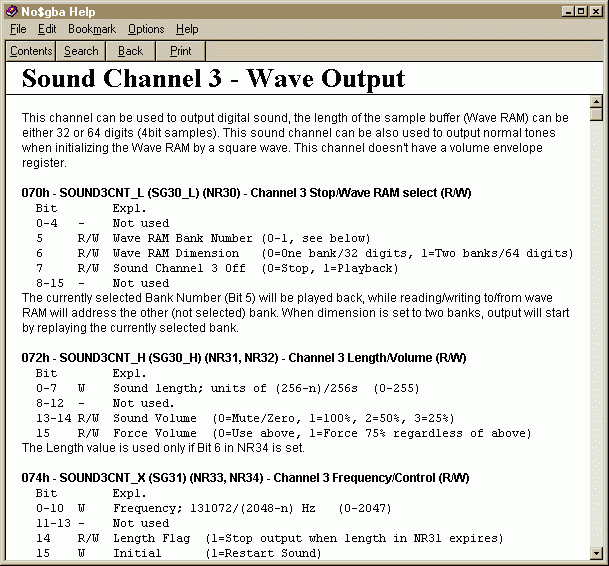 No$gba Help
File Edit Bookmark Options Help
Contents Search Back Print
Sound Channel 3 - Wave Output
This channel can be used to output digital sound, the length of the sample buffer (Wave RAM) can be
either 32 or 64 digits (4bit samples). This sound channel can be also used to output normal tones
when initializing the Wave RAM by a square wave. This channel doesn't have a volume envelope
register.
070h - SOUND3CNT_L (SG30_L) (NR30) - Channel 3 Stop/Wave RAM select (R/W)
Bit Expl.
0-4 - Not used
5 R/W Wave RAM Bank Number (0-1, see below)
6 R/W Wave RAM Dimension (0=One bank/32 digits, 1=Two banks/64 digits)
7 R/W Sound Channel 3 Off (0=Stop, 1=Playback)
8-15 - Not used
The currently selected Bank Number (Bit 5) will be played back, while reading/writing to/from wave
RAM will address the other (not selected) bank. When dimension is set to two banks, output will start
by replaying the currently selected bank.
072h - SOUND3CNT_H (SG30_H) (NR31, NR32) - Channel 3 Length/Volume (R/W)
Bit Expl.
0-7 W Sound length; units of (256-n)/256s (0-255)
8-12 - Not used.
13-14 R/W Sound Volume (0=Mute/Zero, 1=100%, 2=50%, 3=25%)
15 R/W Force Volume (0=Use above, 1=Force 75% regardless of above)
The Length value is used only if Bit 6 in NR34 is set.
074h - SOUND3CNT_X (SG31) (NR33, NR34) - Channel 3 Frequency/Control (R/W)
Bit Expl.
0-10 W Frequency; 131072/(2048-n) Hz (0-2047)
11-13 - Not used
14 R/W Length Flag (1=Stop output when length in NR31 expires)
15 W Initial (1=Restart Sound)